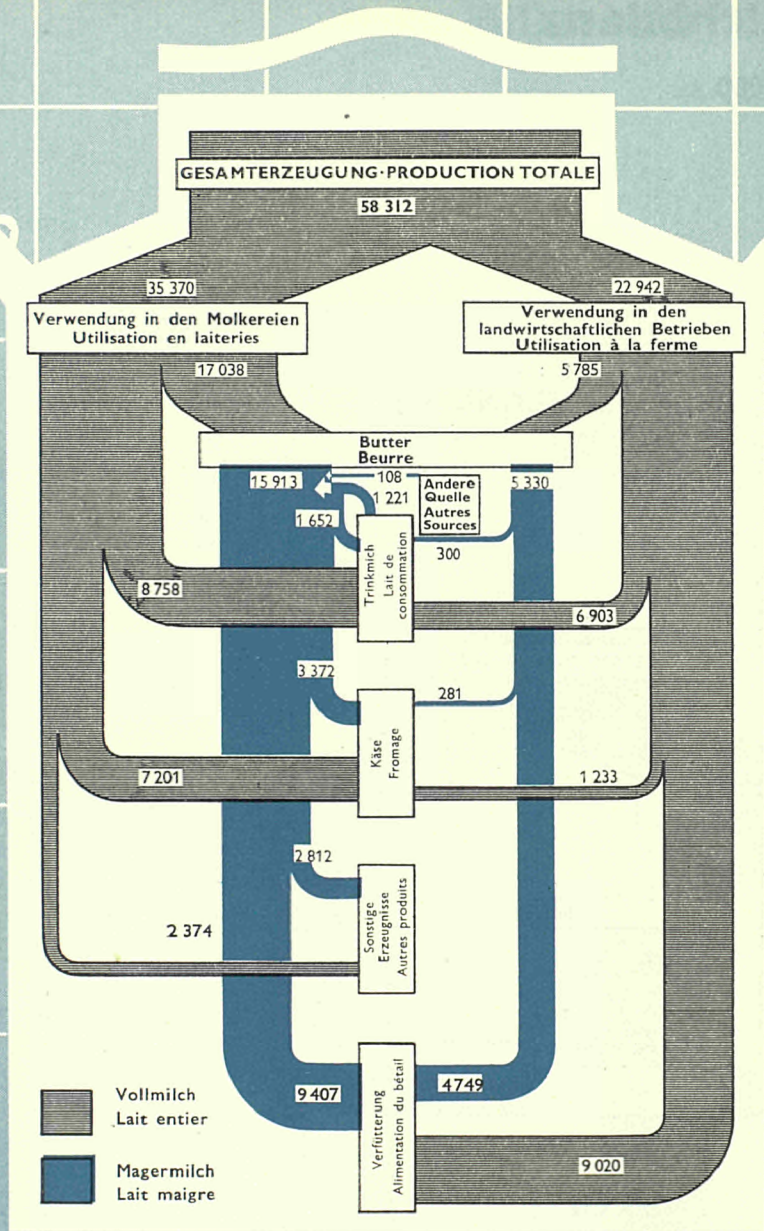 GESAMTERZEUGUNG·PRODUCTION TOTALE
58 312
35 370
22 942
Verwendung in den Molkereien
Utilisation en laiteries
Verwendung in den
landwirtschaftlichen Betrieben
Utilisation à la ferme
17 038
5 785
Butter
Beurre
15 913
108
5 330
1 221
Andere
Quelle
Autres
Sources
1 652
300
Trinkmich
Lait de
consommation
8 758
6 903
3 372
281
Käse
Fromage
7 201
1 233
2 812
Sonstige
Erzeugnisse
Autres produits
2 374
9 407
4749
Verfütterung
Alimentation du bétail
9 020
Vollmilch
Lait entier
Magermilch
Lait maigre